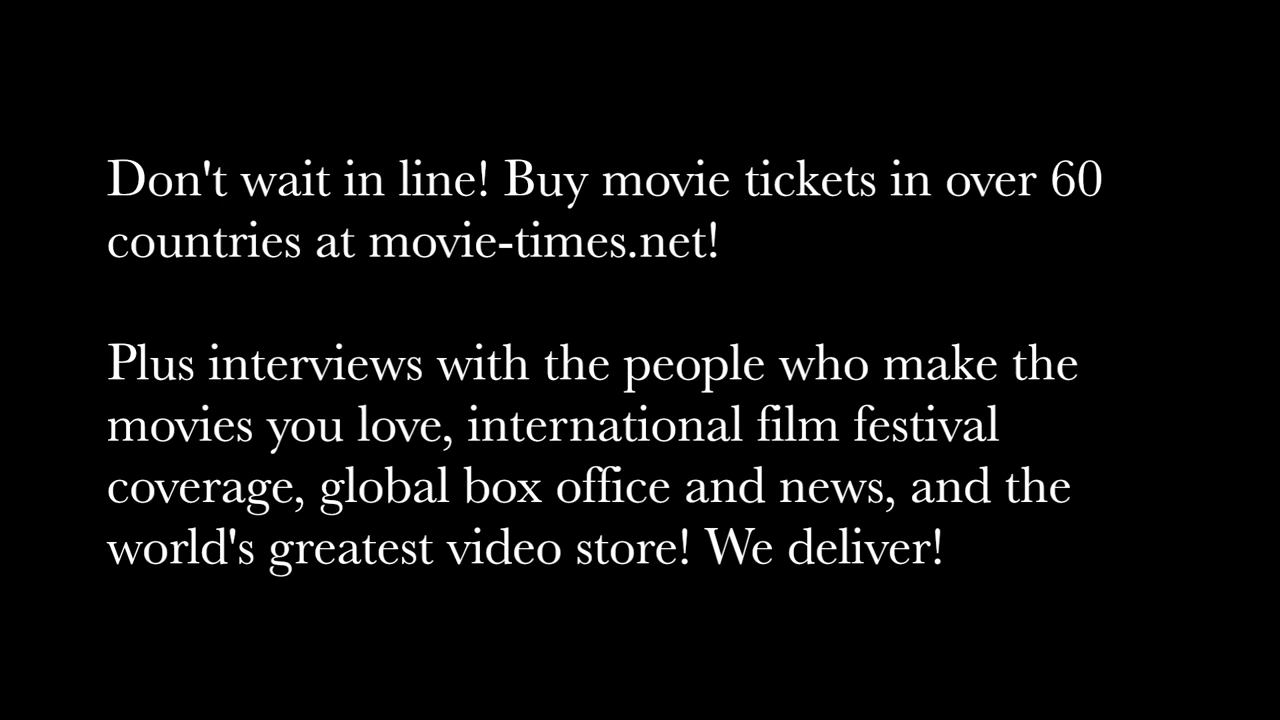 Don't wait in line! Buy movie tickets in over 60
countries at movie-times.net!
Plus interviews with the people who make the
movies you love, international film festival
coverage, global box office and news, and the
world's greatest video store! We deliver!